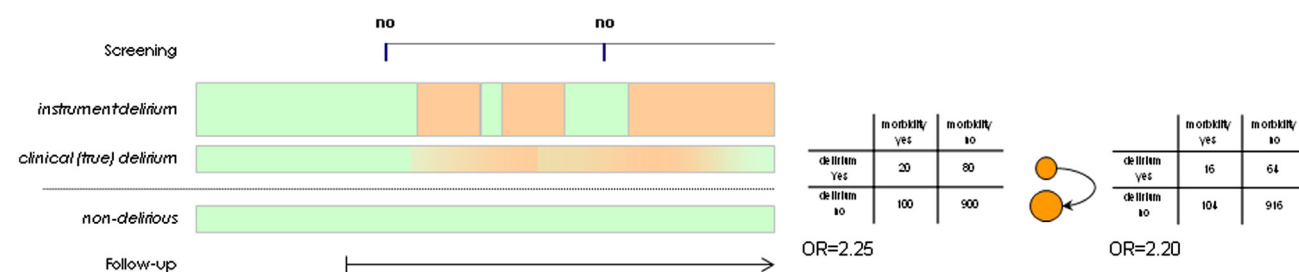 no no
Screening
instrumentdelirium
clinical (true) delirium
non-delirious
Follow-up
morbidity yes morbidity no
delirium yes 20 80
delirium no 100 900
OR=2.25
morbidity yes morbidity no
delirium yes 16 64
delirium no 104 916
OR=2.20